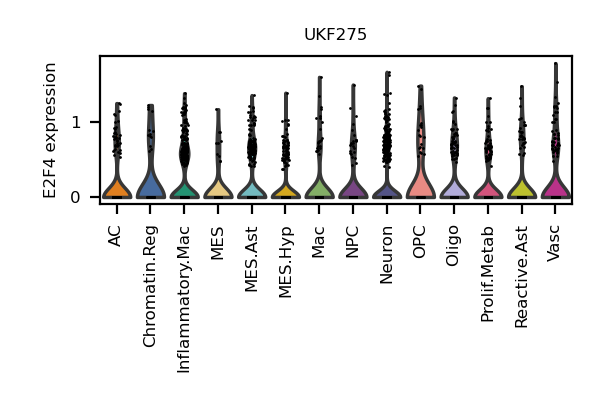 UKF275
E2F4 expression
1
0
AC
Chromatin.Reg
Inflammatory.Mac
MES
MES.Ast
MES.Hyp
Mac
NPC
Neuron
OPC
Oligo
Prolif.Metab
Reactive.Ast
Vasc